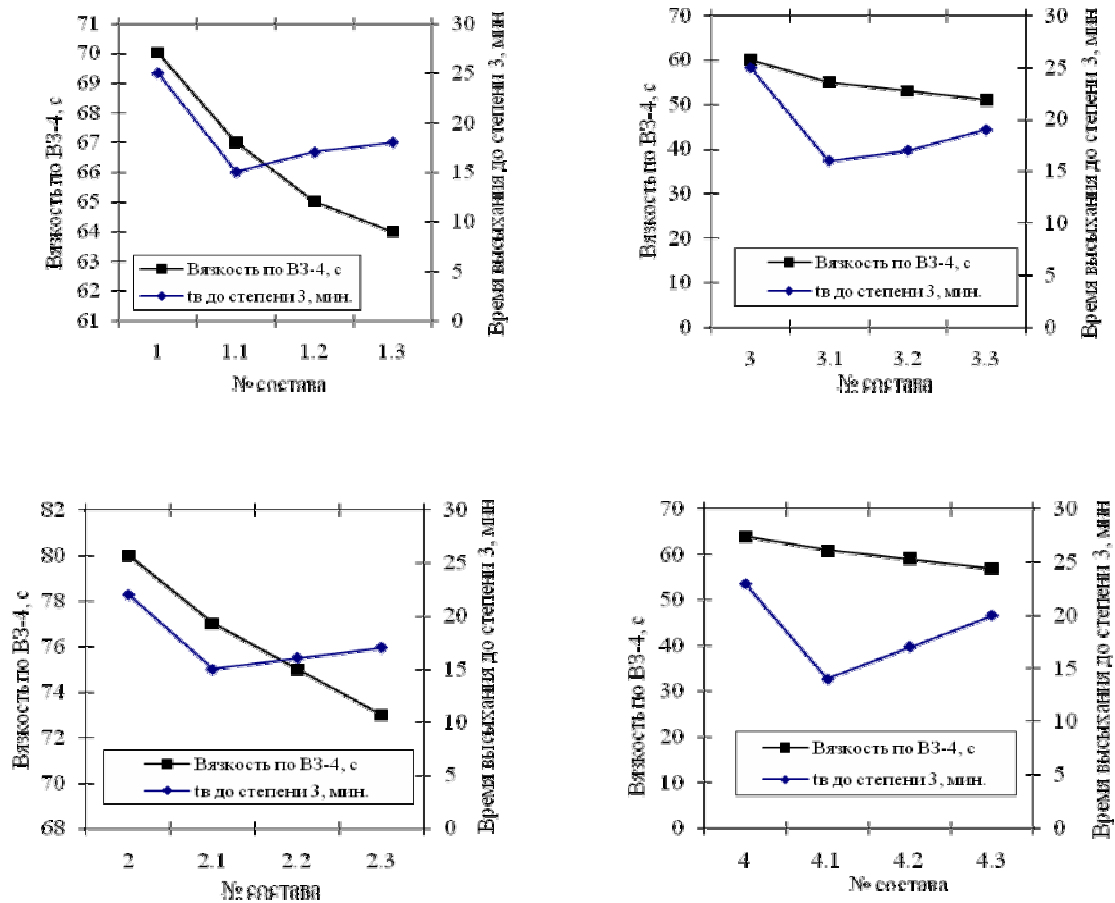 Вязкость по ВЗ-4, с
71
70
69
68
67
66
65
64
63
62
61
30
25
20
15
10
5
0
Время высыхания до степени 3, мин
Вязкость по ВЗ-4, с
tв до степени 3, мин.
1 1.1 1.2 1.3
№ состава
Вязкость по ВЗ-4, с
70
60
50
40
30
20
10
0
30
25
20
15
10
5
0
Время высыхания до степени 3, мин
Вязкость по ВЗ-4, с
tв до степени 3, мин.
3 3.1 3.2 3.3
№ состава
Вязкость по ВЗ-4, с
82
80
78
76
74
72
70
68
30
25
20
15
10
5
0
Время высыхания до степени 3, мин
Вязкость по ВЗ-4, с
tв до степени 3, мин.
2 2.1 2.2 2.3
№ состава
Вязкость по ВЗ-4, с
70
60
50
40
30
20
10
0
30
25
20
15
10
5
0
Время высыхания до степени 3, мин
Вязкость по ВЗ-4, с
tв до степени 3, мин.
4 4.1 4.2 4.3
№ состава